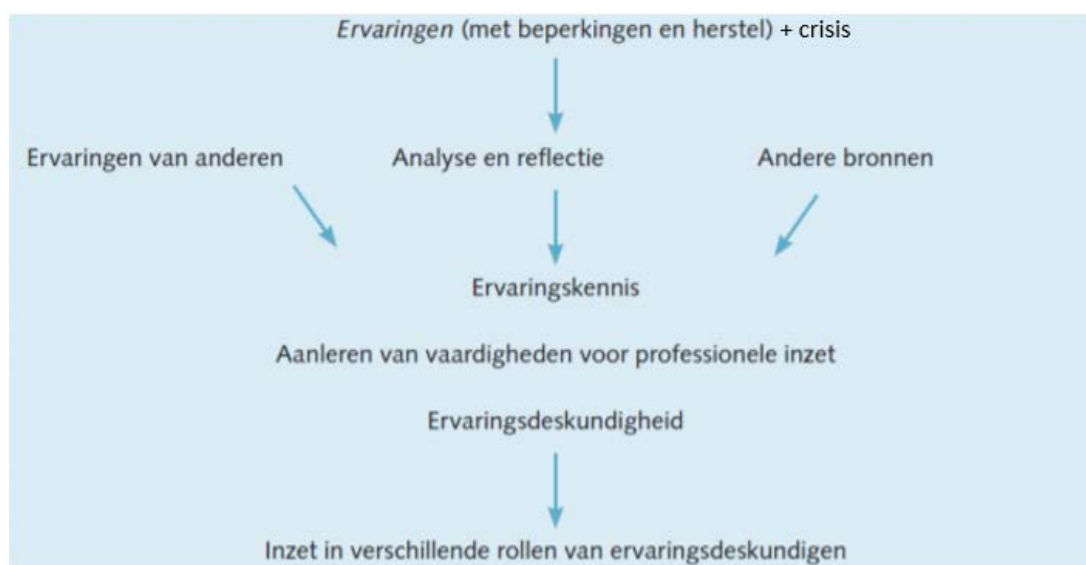 Ervaringen (met beperkingen en herstel) + crisis
Ervaringen van anderen
Analyse en reflectie
Andere bronnen
Ervaringskennis
Aanleren van vaardigheden voor professionele inzet
Ervaringsdeskundigheid
Inzet in verschillende rollen van ervaringsdeskundigen